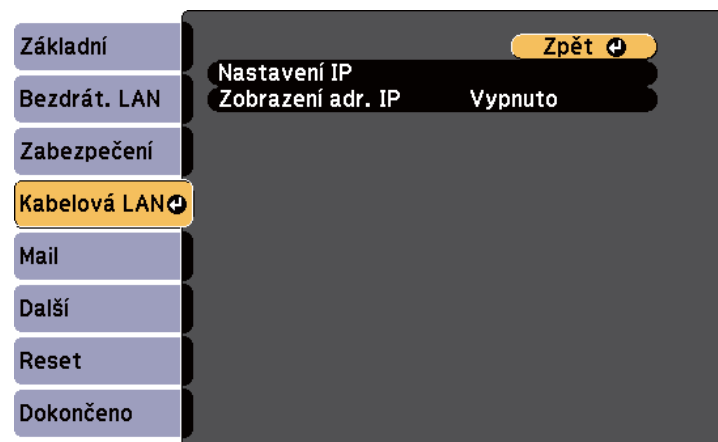 Základní
Bezdrát. LAN
Zabezpečení
Kabelová LAN
Mail
Další
Reset
Dokončeno
Zpět
Nastavení IP
Zobrazení adr. IP Vypnuto